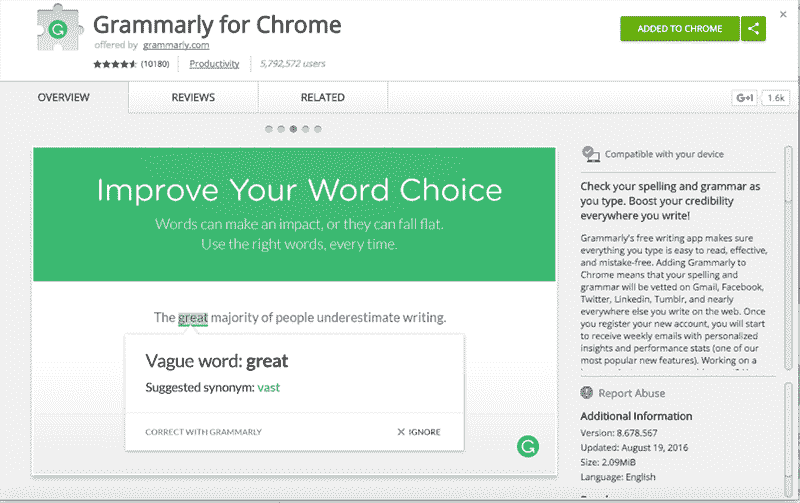 Grammarly for Chrome
offered by grammarly.com
(10180) Productivity 5,792,572 users
ADDED TO CHROME
OVERVIEW REVIEWS RELATED
G+1 1.6k
Improve Your Word Choice
Words can make an impact, or they can fall flat.
Use the right words, every time.
The great majority of people underestimate writing.
Vague word: great
Suggested synonym: vast
CORRECT WITH GRAMMARLY IGNORE
Compatible with your device
Check your spelling and grammar as
you type. Boost your credibility
everywhere you write!
Grammarly's free writing app makes sure
everything you type is easy to read, effective,
and mistake-free. Adding Grammarly to
Chrome means that your spelling and
grammar will be vetted on Gmail, Facebook,
Twitter, Linkedin, Tumblr, and nearly
everywhere else you write on the web. Once
you register your new account, you will start
to receive weekly emails with personalized
insights and performance stats (one of our
most popular new features). Working on a
Report Abuse
Additional Information
Version: 8.678.567
Updated: August 19, 2016
Size: 2.09MiB
Language: English